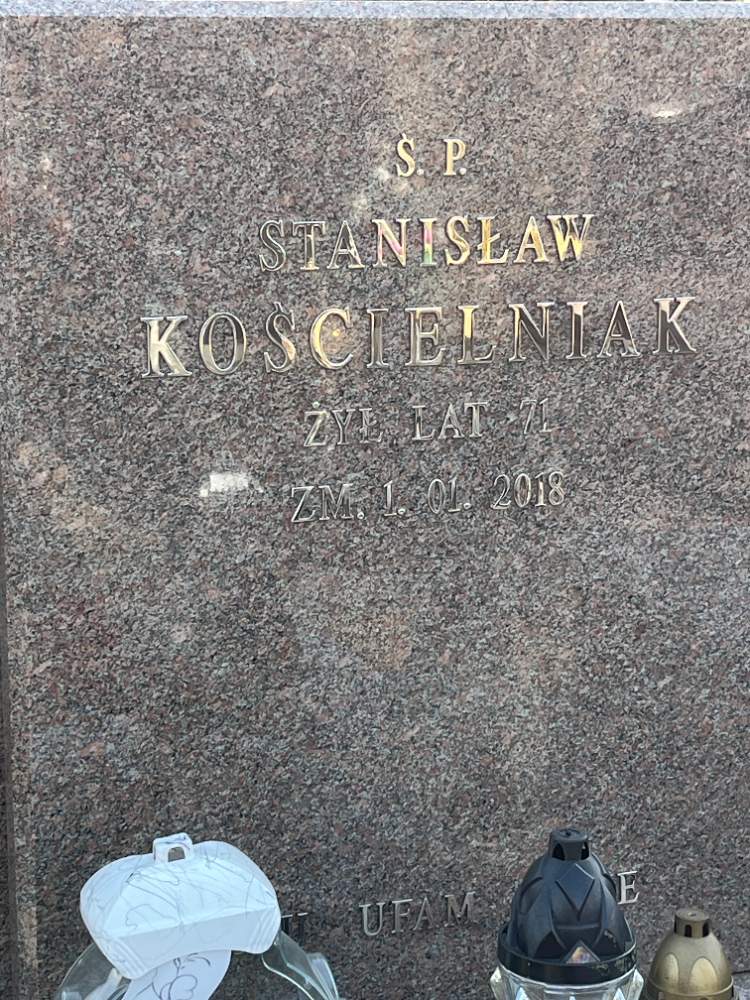 Ś. P.
STANISŁAW
KOŚCIELNIAK
ŻYŁ LAT 71
ZM. 1. 01. 2018
UFAM